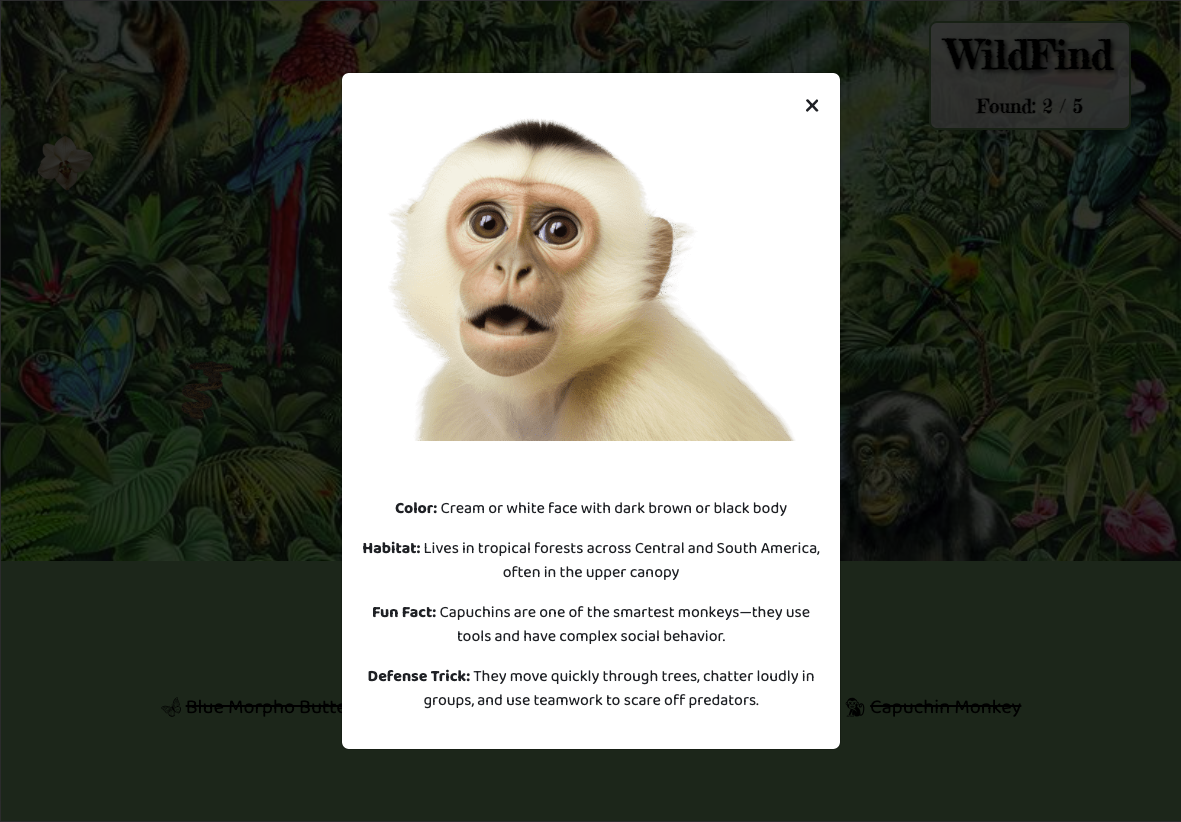 WildFind
Found: 2 / 5
×
Color: Cream or white face with dark brown or black body
Habitat: Lives in tropical forests across Central and South America,
often in the upper canopy
Fun Fact: Capuchins are one of the smartest monkeys—they use
tools and have complex social behavior.
Defense Trick: They move quickly through trees, chatter loudly in
groups, and use teamwork to scare off predators.
Blue Morpho Capuchin Monkey